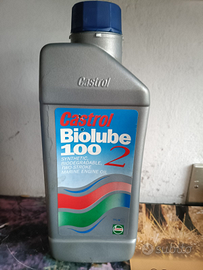 Castrol
Castrol
Biolube
100 2
SYNTHETIC,
BIODEGRADABLE,
TWO STROKE
MARINE ENGINE OIL